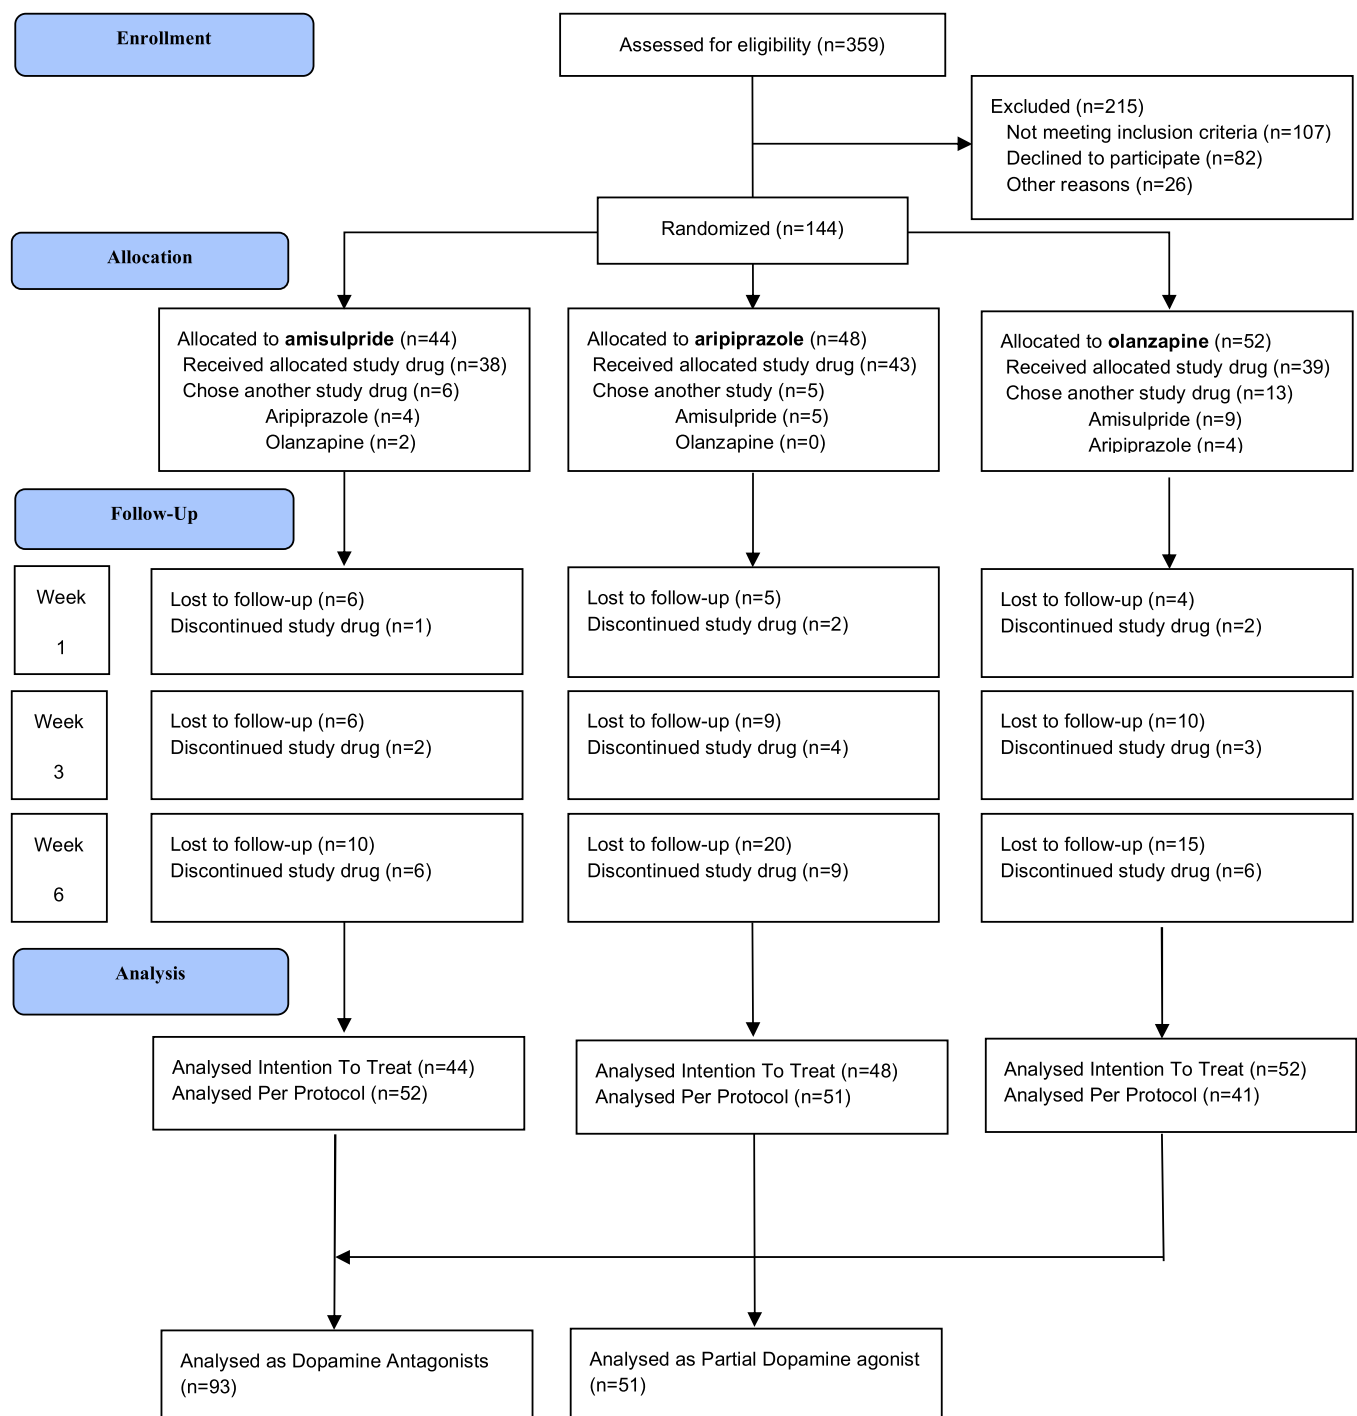 Enrollment
Assessed for eligibility (n=359)
Excluded (n=215)
Not meeting inclusion criteria (n=107)
Declined to participate (n=82)
Other reasons (n=26)
Randomized (n=144)
Allocation
Allocated to amisulpride (n=44)
Received allocated study drug (n=38)
Chose another study drug (n=6)
Aripiprazole (n=4)
Olanzapine (n=2)
Allocated to aripiprazole (n=48)
Received allocated study drug (n=43)
Chose another study (n=5)
Amisulpride (n=5)
Olanzapine (n=0)
Allocated to olanzapine (n=52)
Received allocated study drug (n=39)
Chose another study drug (n=13)
Amisulpride (n=9)
Aripiprazole (n=4)
Follow-Up
Week
1
Lost to follow-up (n=6)
Discontinued study drug (n=1)
Lost to follow-up (n=5)
Discontinued study drug (n=2)
Lost to follow-up (n=4)
Discontinued study drug (n=2)
Week
3
Lost to follow-up (n=6)
Discontinued study drug (n=2)
Lost to follow-up (n=9)
Discontinued study drug (n=4)
Lost to follow-up (n=10)
Discontinued study drug (n=3)
Week
6
Lost to follow-up (n=10)
Discontinued study drug (n=6)
Lost to follow-up (n=20)
Discontinued study drug (n=9)
Lost to follow-up (n=15)
Discontinued study drug (n=6)
Analysis
Analysed Intention To Treat (n=44)
Analysed Per Protocol (n=52)
Analysed Intention To Treat (n=48)
Analysed Per Protocol (n=51)
Analysed Intention To Treat (n=52)
Analysed Per Protocol (n=41)
Analysed as Dopamine Antagonists
(n=93)
Analysed as Partial Dopamine agonist
(n=51)